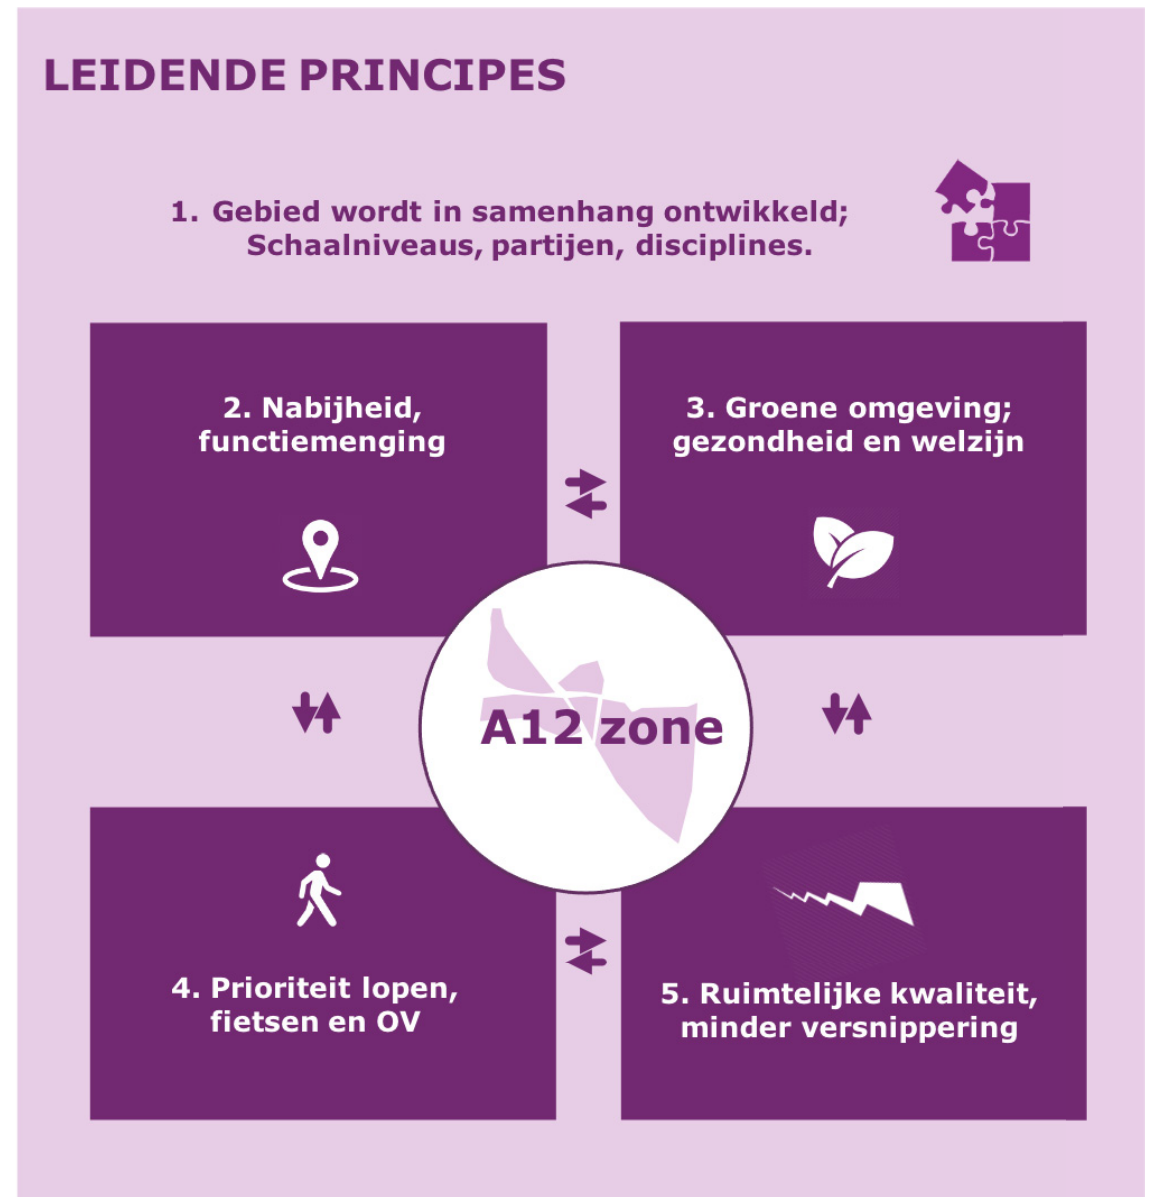 LEIDENDE PRINCIPES
1. Gebied wordt in samenhang ontwikkeld;
Schaalniveaus, partijen, disciplines.
2. Nabijheid,
functiemenging
3. Groene omgeving;
gezondheid en welzijn
A12 zone
4. Prioriteit lopen,
fietsen en OV
5. Ruimtelijke kwaliteit,
minder versnippering